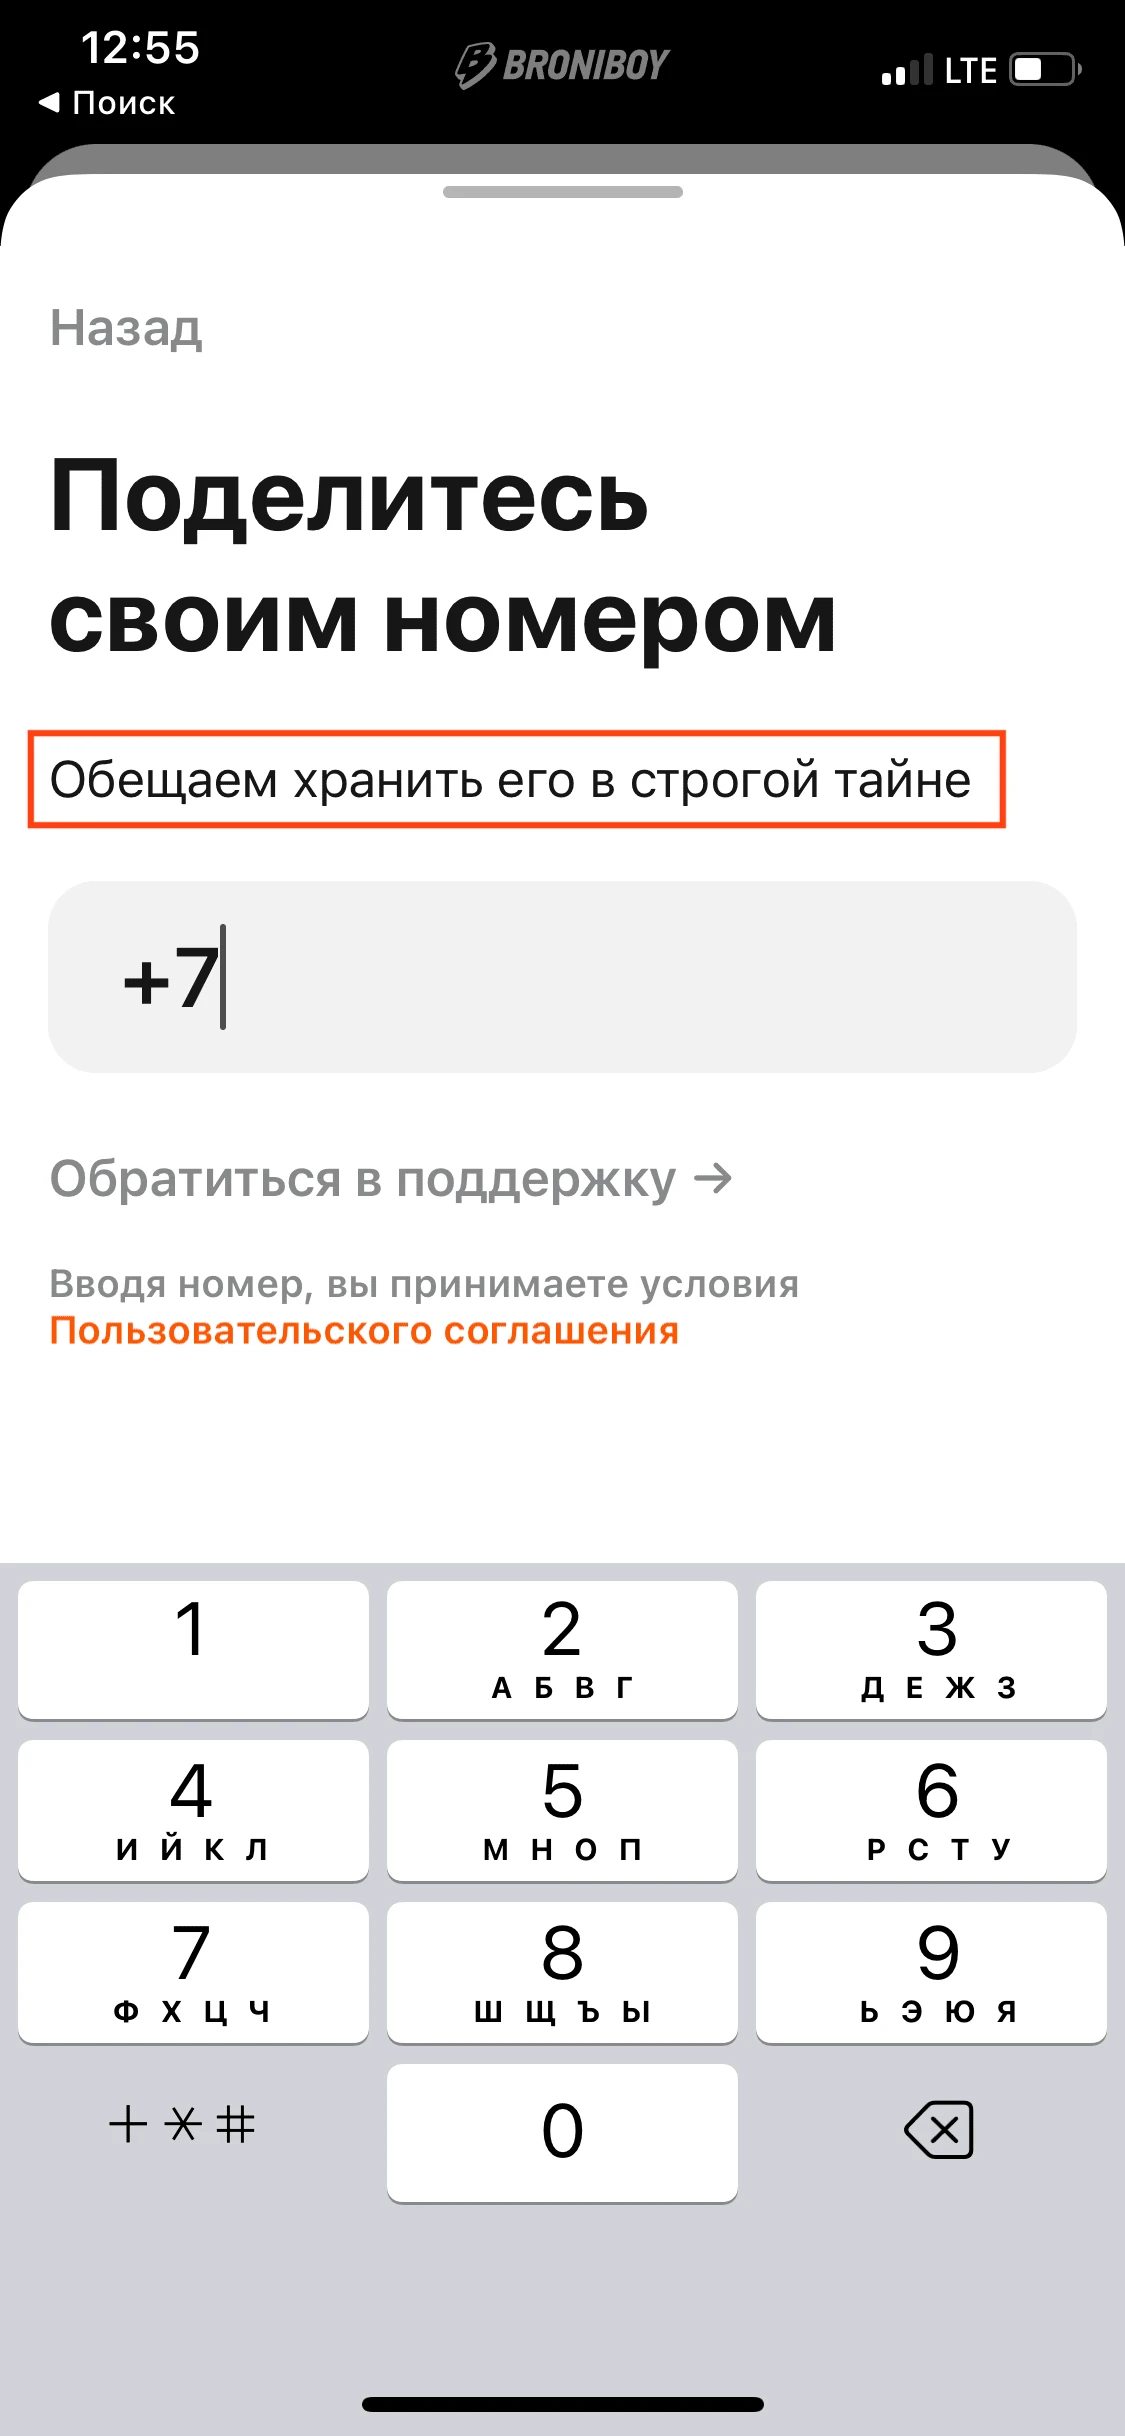 12:55
BRONIBOY
LTE
Поиск
Назад
Поделитесь
своим номером
Обещаем хранить его в строгой тайне
+7
Обратиться в поддержку →
Вводя номер, вы принимаете условия
Пользовательского соглашения
1
2
3
А Б В Г
Д Е Ж З
4
5
6
И Й К Л
М Н О П
Р С Т У
7
8
9
Ф Х Ц Ч
Ш Щ Ъ Ы
Ь Э Ю Я
+ * #
0